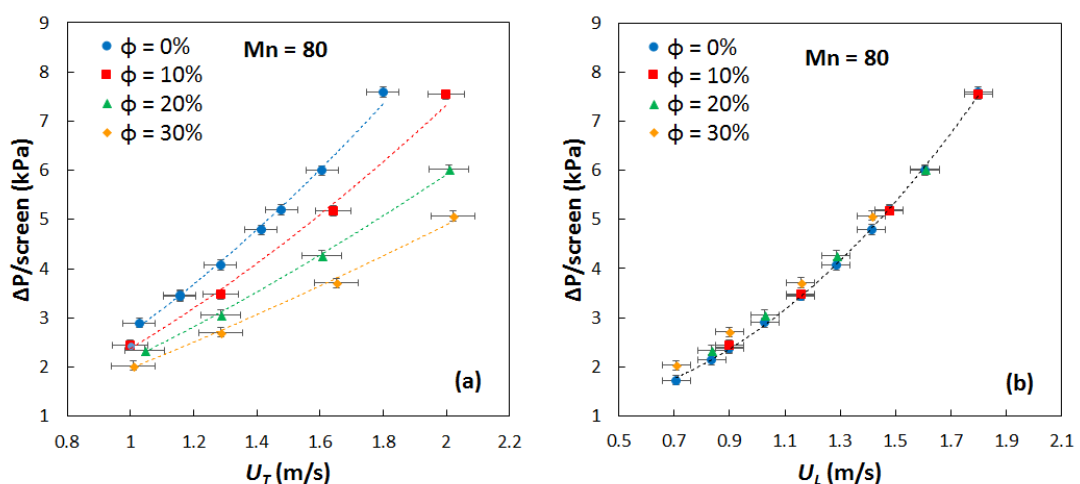 9
8
7
6
5
4
3
2
1
ΔP/screen (kPa)
ϕ = 0%
ϕ = 10%
ϕ = 20%
ϕ = 30%
Mn = 80
(a)
0.8 1 1.2 1.4 1.6 1.8 2 2.2
U_T (m/s)
9
8
7
6
5
4
3
2
1
ΔP/screen (kPa)
ϕ = 0%
ϕ = 10%
ϕ = 20%
ϕ = 30%
Mn = 80
(b)
0.5 0.7 0.9 1.1 1.3 1.5 1.7 1.9 2.1
U_L (m/s)